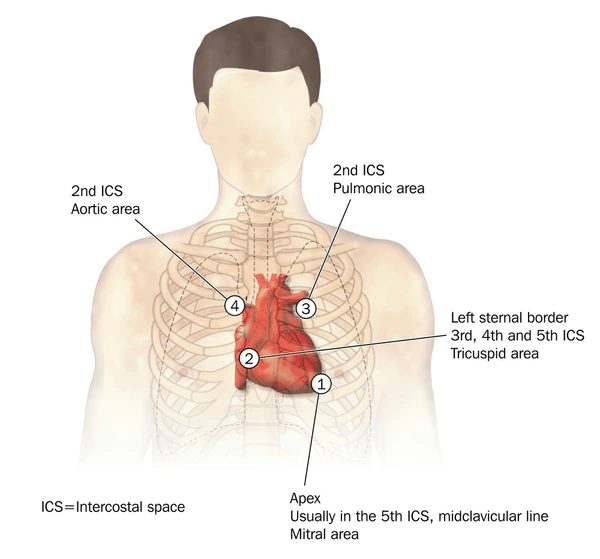 2nd ICS
Pulmonic area
2nd ICS
Aortic area
4
3
Left sternal border
3rd, 4th and 5th ICS
Tricuspid area
2
1
Apex
Usually in the 5th ICS, midclavicular line
Mitral area
ICS=Intercostal space